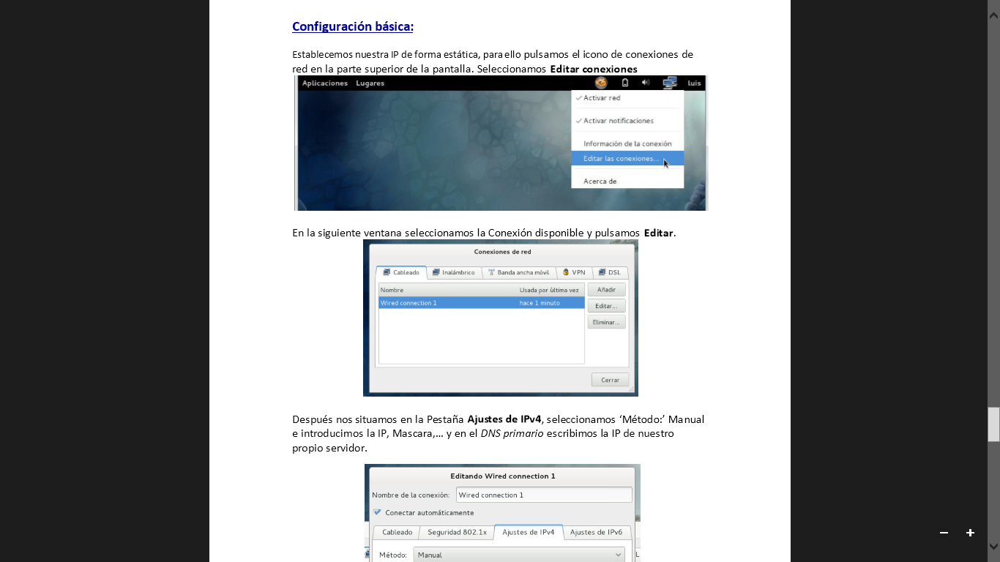 Configuración básica:
Establecemos nuestra IP de forma estática, para ello pulsamos el icono de conexiones de
red en la parte superior de la pantalla. Seleccionamos Editar conexiones
Aplicaciones Lugares luis
Activar red
Activar notificaciones
Información de la conexión
Editar las conexiones...
Acerca de
En la siguiente ventana seleccionamos la Conexión disponible y pulsamos Editar.
Conexiones de red
Cableado Inalámbrico Banda ancha móvil VPN DSL
Nombre Usada por última vez Añadir
Wired connection 1 hace 1 minuto Editar...
Eliminar...
Cerrar
Después nos situamos en la Pestaña Ajustes de IPv4, seleccionamos ‘Método:’ Manual
e introducimos la IP, Mascara,... y en el DNS primario escribimos la IP de nuestro
propio servidor.
Editando Wired connection 1
Nombre de la conexión: Wired connection 1
Conectar automáticamente
Cableado Seguridad 802.1x Ajustes de IPv4 Ajustes de IPv6
Método: Manual